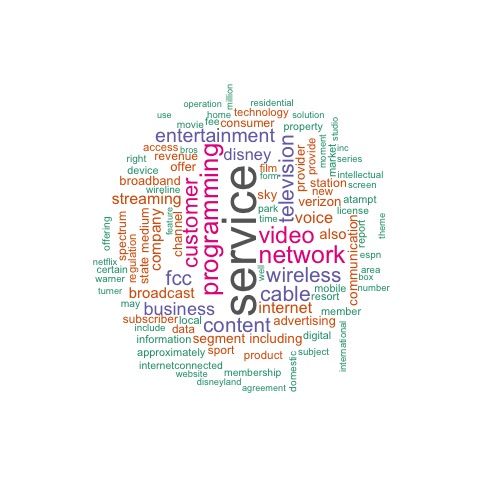 million
operation
residential
use
home
technology
solution
movie
fee
consumer
property
studio
entertainment
moment
access
bros
disney
television
market
inc
right
revenue
series
device
offer
film
provider
provide
intellectual
broadband
wireline
form
station
screen
programming
customer
service
sky
new
streaming
verizon
atampt
park
license
feature
time
voice
offering
spectrum
state medium
company
channel
video
also
report
theme
regulation
network
communication
netflix
well
espn
certain
fcc
wireless
area
warner
box
turner
broadcast
cable
mobile
number
resort
may
business
internet
member
subscriber
local
include
data
content
advertising
information
segment
including
digital
approximately
sport
product
domestic
subject
international
internetconnected
website
membership
disneyland
agreement